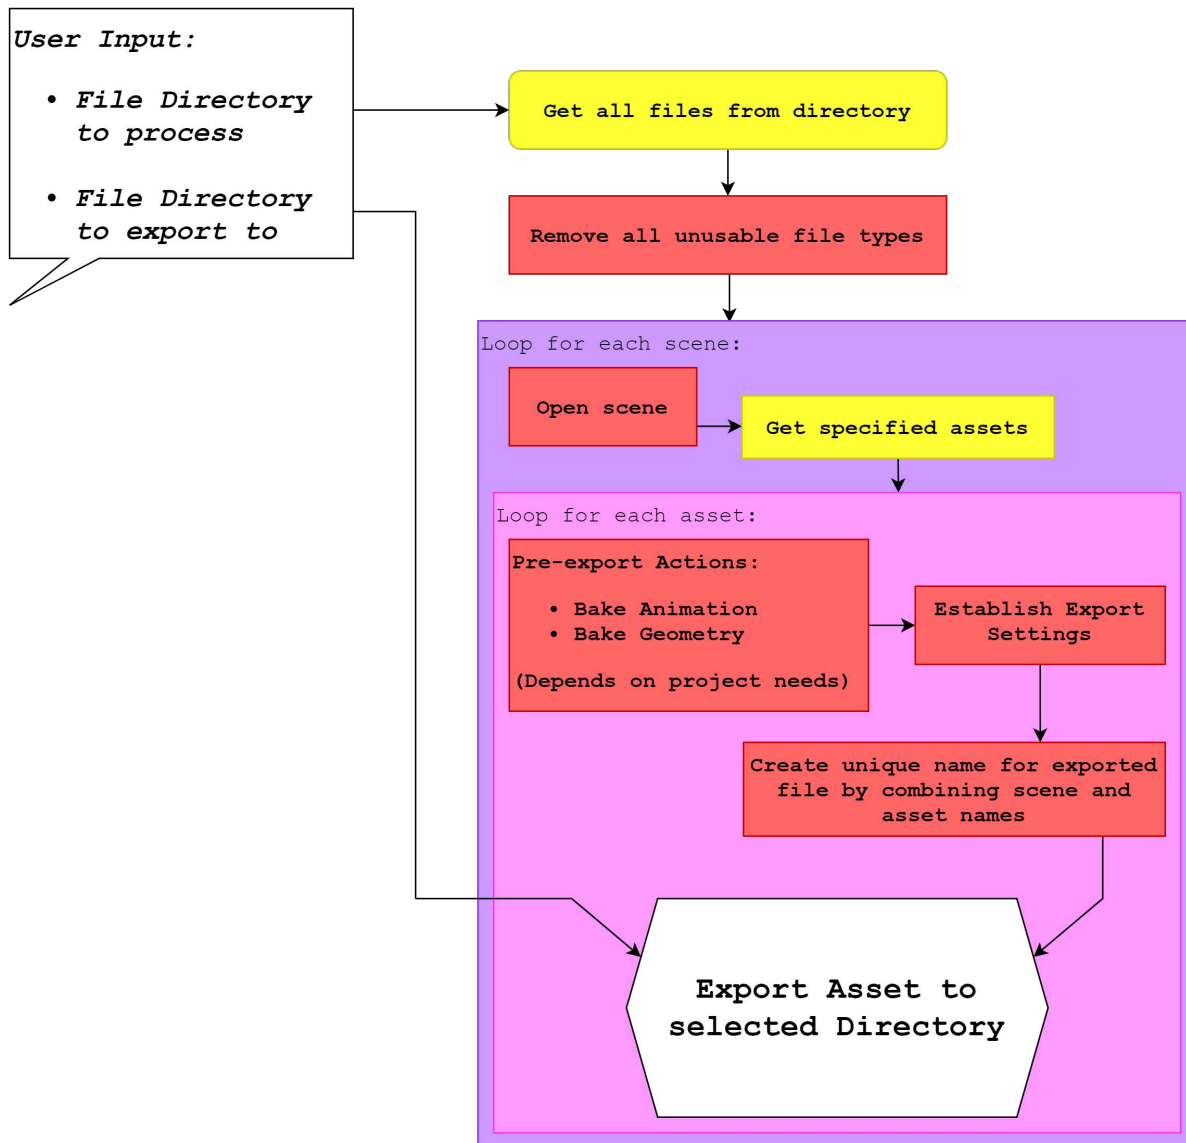 User Input:
• File Directory
to process
• File Directory
to export to
Get all files from directory
Remove all unusable file types
Loop for each scene:
Open scene
Get specified assets
Loop for each asset:
Pre-export Actions:
• Bake Animation
• Bake Geometry
(Depends on project needs)
Establish Export
Settings
Create unique name for exported
file by combining scene and
asset names
Export Asset to
selected Directory